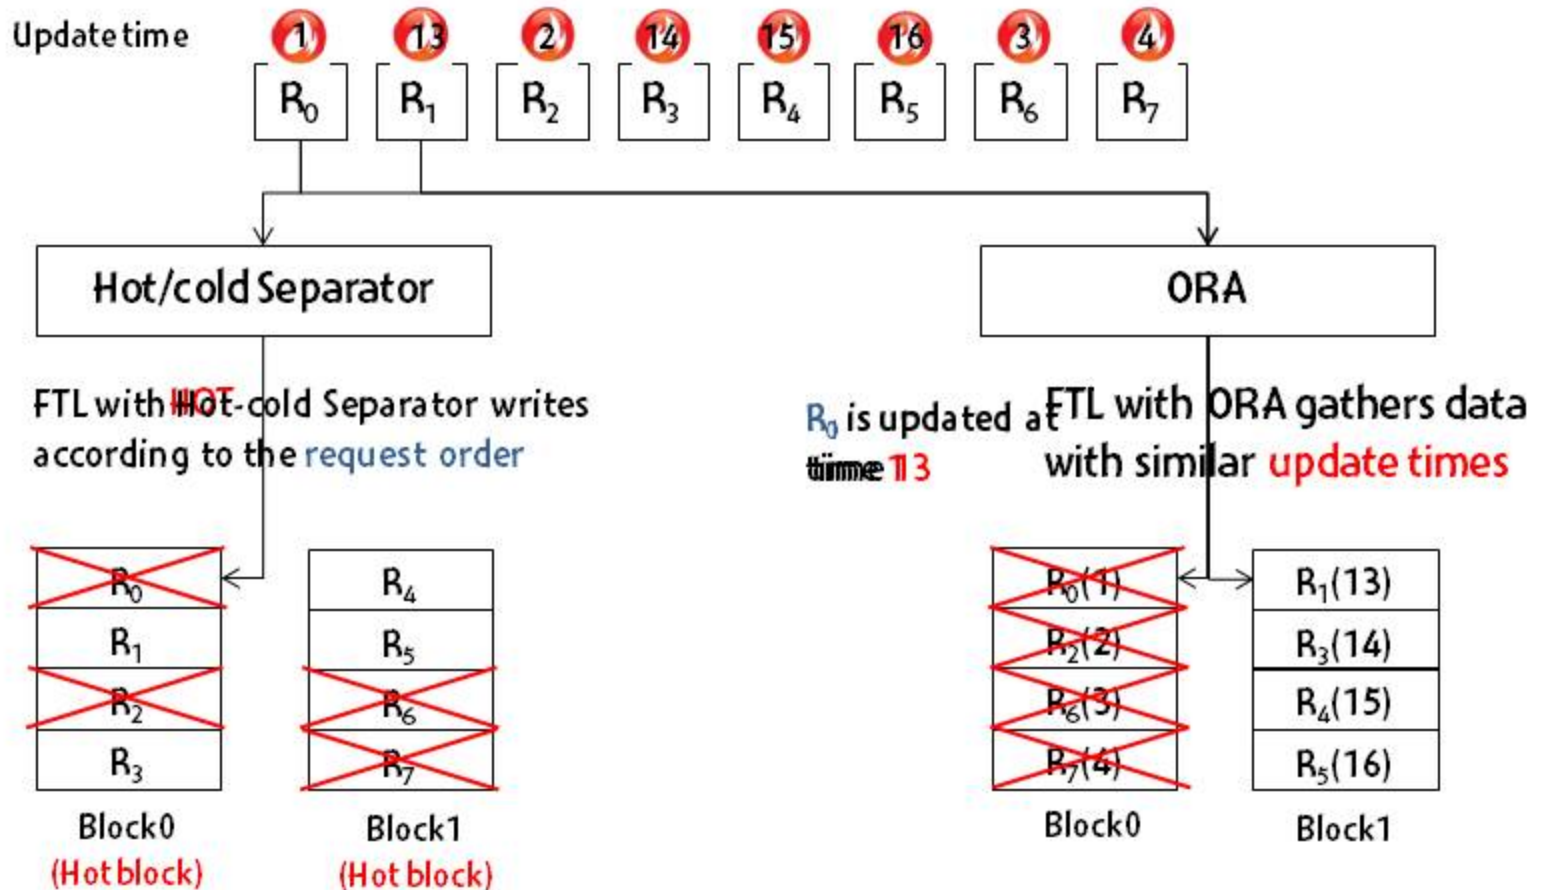 Update time 1 13 2 14 15 16 3 4
R0 R1 R2 R3 R4 R5 R6 R7
Hot/cold Separator
ORA
FTL with Hot-cold Separator writes
according to the request order
R0 is updated at
time 13
FTL with ORA gathers data
with similar update times
R0
R1
R2
R3
Block0
(Hot block)
R4
R5
R6
R7
Block1
(Hot block)
R0(1)
R2(2)
R6(3)
R7(4)
Block0
R1(13)
R3(14)
R4(15)
R5(16)
Block1